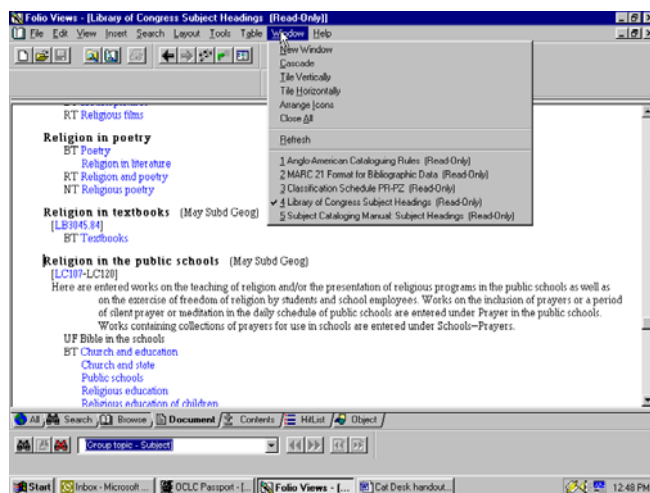 Folio Views - [Library of Congress Subject Headings (Read-Only)]
File Edit View Insert Search Layout Tools Table Window Help
New Window
Cascade
Tile Vertically
Tile Horizontally
Arrange Icons
Close All
Refresh
1 Anglo-American Cataloguing Rules (Read-Only)
2 MARC 21 Format for Bibliographic Data (Read-Only)
3 Classification Schedule PR-PZ (Read-Only)
✓ 4 Library of Congress Subject Headings (Read-Only)
5 Subject Cataloging Manual: Subject Headings (Read-Only)
RT Religious films
Religion in poetry
BT Poetry
Religion in literature
RT Religion and poetry
NT Religious poetry
Religion in textbooks (May Subd Geog)
[LB3045.84]
BT Textbooks
Religion in the public schools (May Subd Geog)
[LC107-LC120]
Here are entered works on the teaching of religion and/or the presentation of religious programs in the public schools as well as
on the exercise of freedom of religion by students and school employees. Works on the inclusion of prayers or a period
of silent prayer or meditation in the daily schedule of public schools are entered under Prayer in the public schools.
Works containing collections of prayers for use in schools are entered under Schools--Prayers.
UF Bible in the schools
BT Church and education
Church and state
Public schools
Religious education
Religious education of children
All Search Browse Document Contents HitList Object
Group topic - Subject
Start Inbox - Microsoft ... OCLC Passport - [... Folio Views - [... Cat Desk handout... 12:48 PM